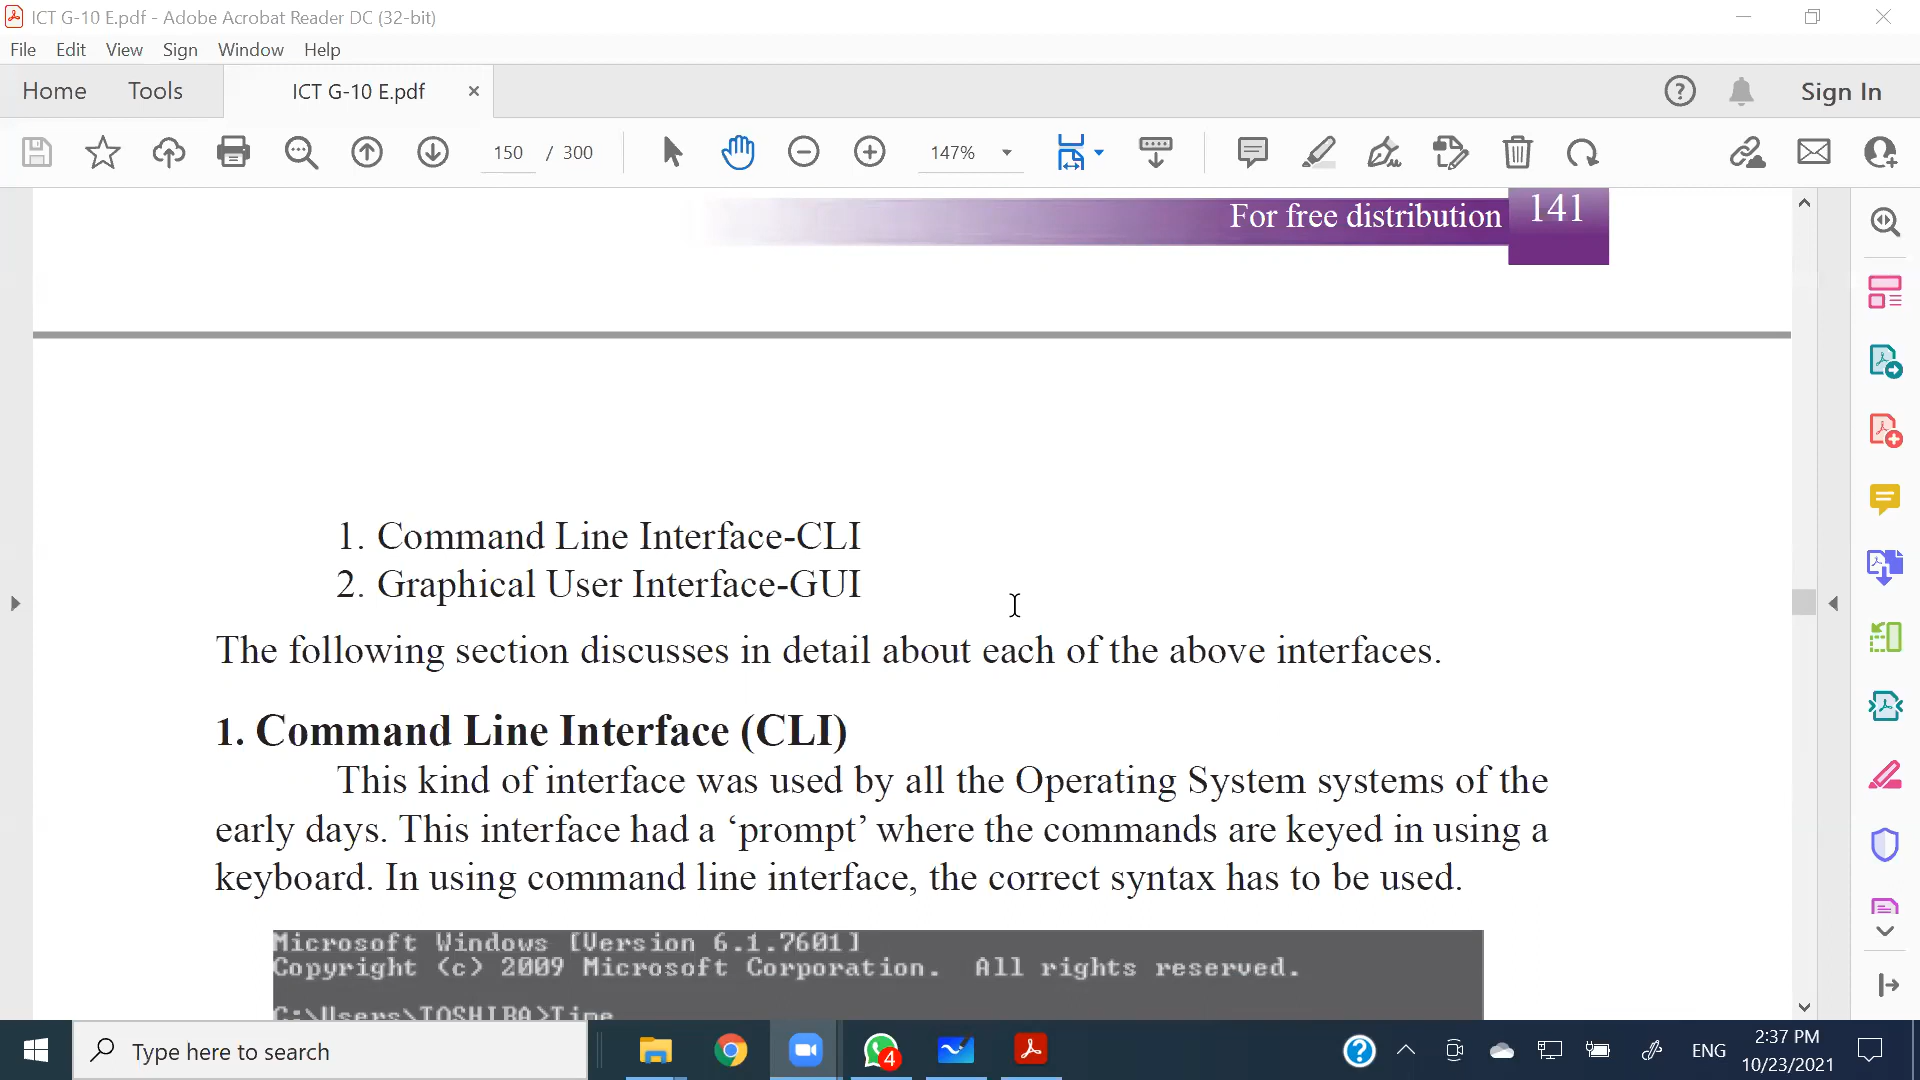 ICT G-10 E.pdf - Adobe Acrobat Reader DC (32-bit)
File Edit View Sign Window Help
Home Tools ICT G-10 E.pdf × Sign In
150 / 300 147%
For free distribution 141
1. Command Line Interface-CLI
2. Graphical User Interface-GUI
The following section discusses in detail about each of the above interfaces.
1. Command Line Interface (CLI)
This kind of interface was used by all the Operating System systems of the
early days. This interface had a ‘prompt’ where the commands are keyed in using a
keyboard. In using command line interface, the correct syntax has to be used.
Microsoft Windows [Version 6.1.7601]
Copyright (c) 2009 Microsoft Corporation. All rights reserved.
C:\Users\TOSHIBA>Time
Type here to search
4
ENG
2:37 PM
10/23/2021